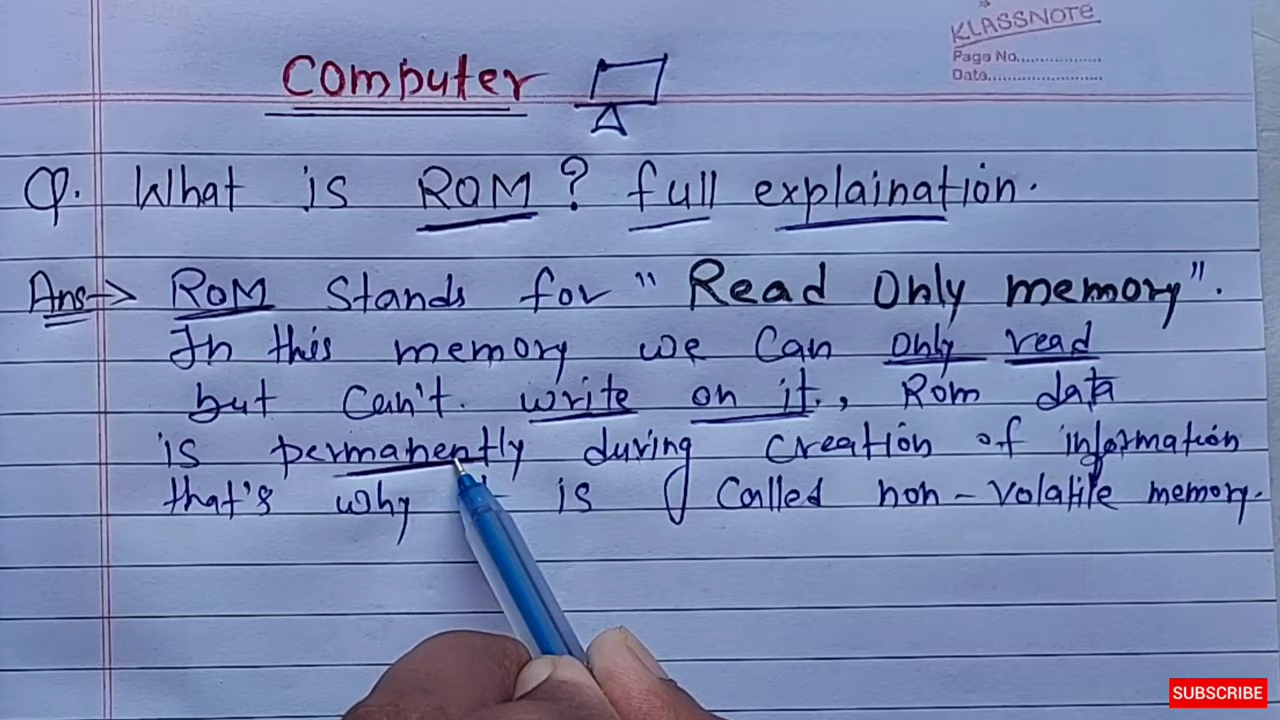 KLASSNOTE
Page No..................
Date........................
Computer
Q. What is ROM? full explaination.
Ans→ ROM Stands for "Read Only memory".
In this memory we can only read
but can't. write on it., Rom data
is permanently during creation of information
that's why is called non-volatile memory.
SUBSCRIBE